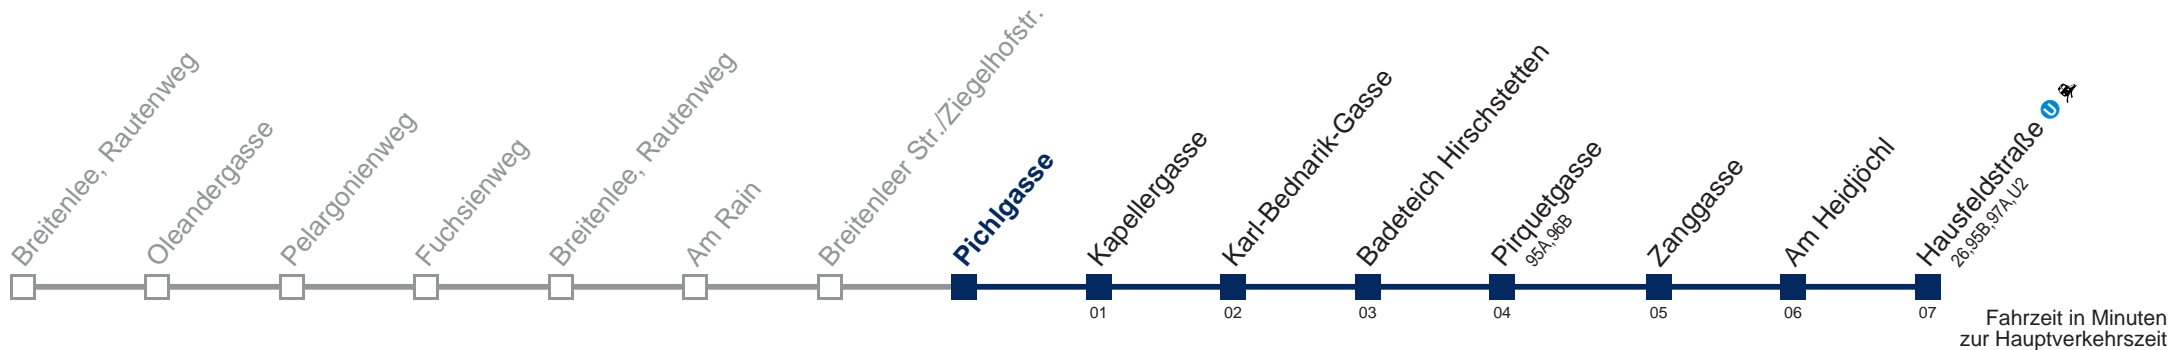 Breitenlee, Rautenweg
Oleandergasse
Pelargonienweg
Fuchsienweg
Breitenlee, Rautenweg
Am Rain
Breitenleer Str./Ziegelhofstr.
Pichlgasse
Kapellergasse
Karl-Bednarik-Gasse
Badeteich Hirschstetten
Pirquetgasse
95A,96B
Zanggasse
Am Heidjöchl
Hausfeldstraße U
26,95B,97A,U2
01 02 03 04 05 06 07
Fahrzeit in Minuten
zur Hauptverkehrszeit